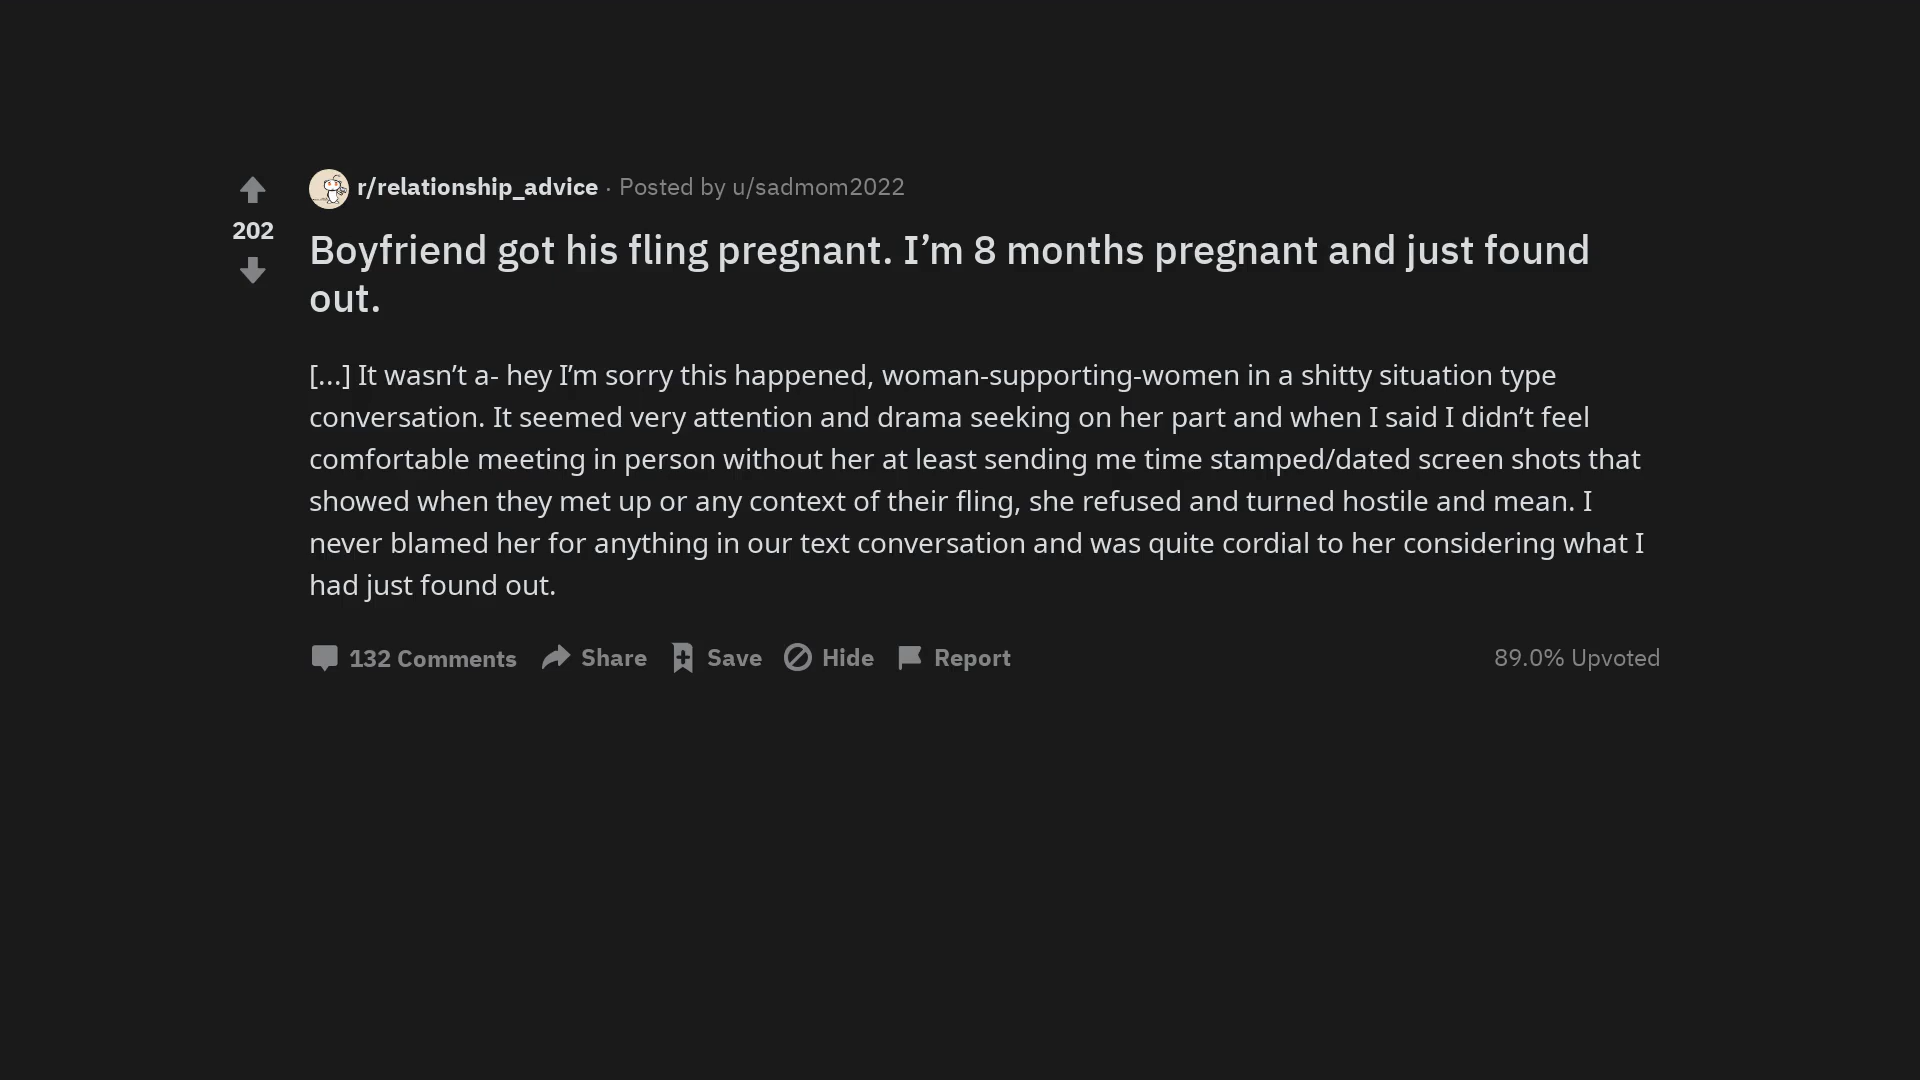 r/relationship_advice · Posted by u/sadmom2022
202
Boyfriend got his fling pregnant. I’m 8 months pregnant and just found
out.
[...] It wasn’t a- hey I’m sorry this happened, woman-supporting-women in a shitty situation type
conversation. It seemed very attention and drama seeking on her part and when I said I didn’t feel
comfortable meeting in person without her at least sending me time stamped/dated screen shots that
showed when they met up or any context of their fling, she refused and turned hostile and mean. I
never blamed her for anything in our text conversation and was quite cordial to her considering what I
had just found out.
132 Comments Share Save Hide Report 89.0% Upvoted